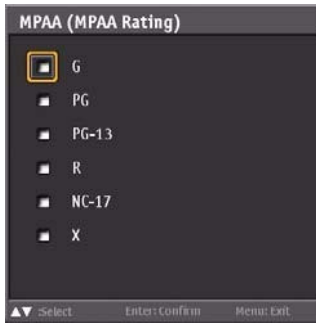 MPAA (MPAA Rating)
G
PG
PG-13
R
NC-17
X
▲▼ :Select Enter: Confirm Menu: Exit